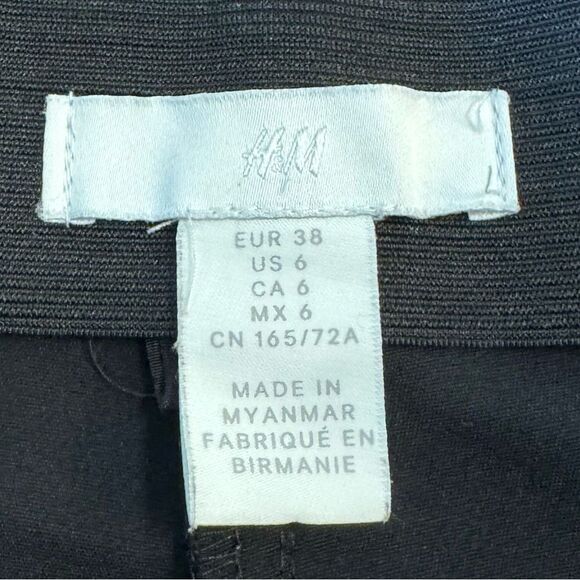 H&M
EUR 38
US 6
CA 6
MX 6
CN 165/72A
MADE IN
MYANMAR
FABRIQUÉ EN
BIRMANIE